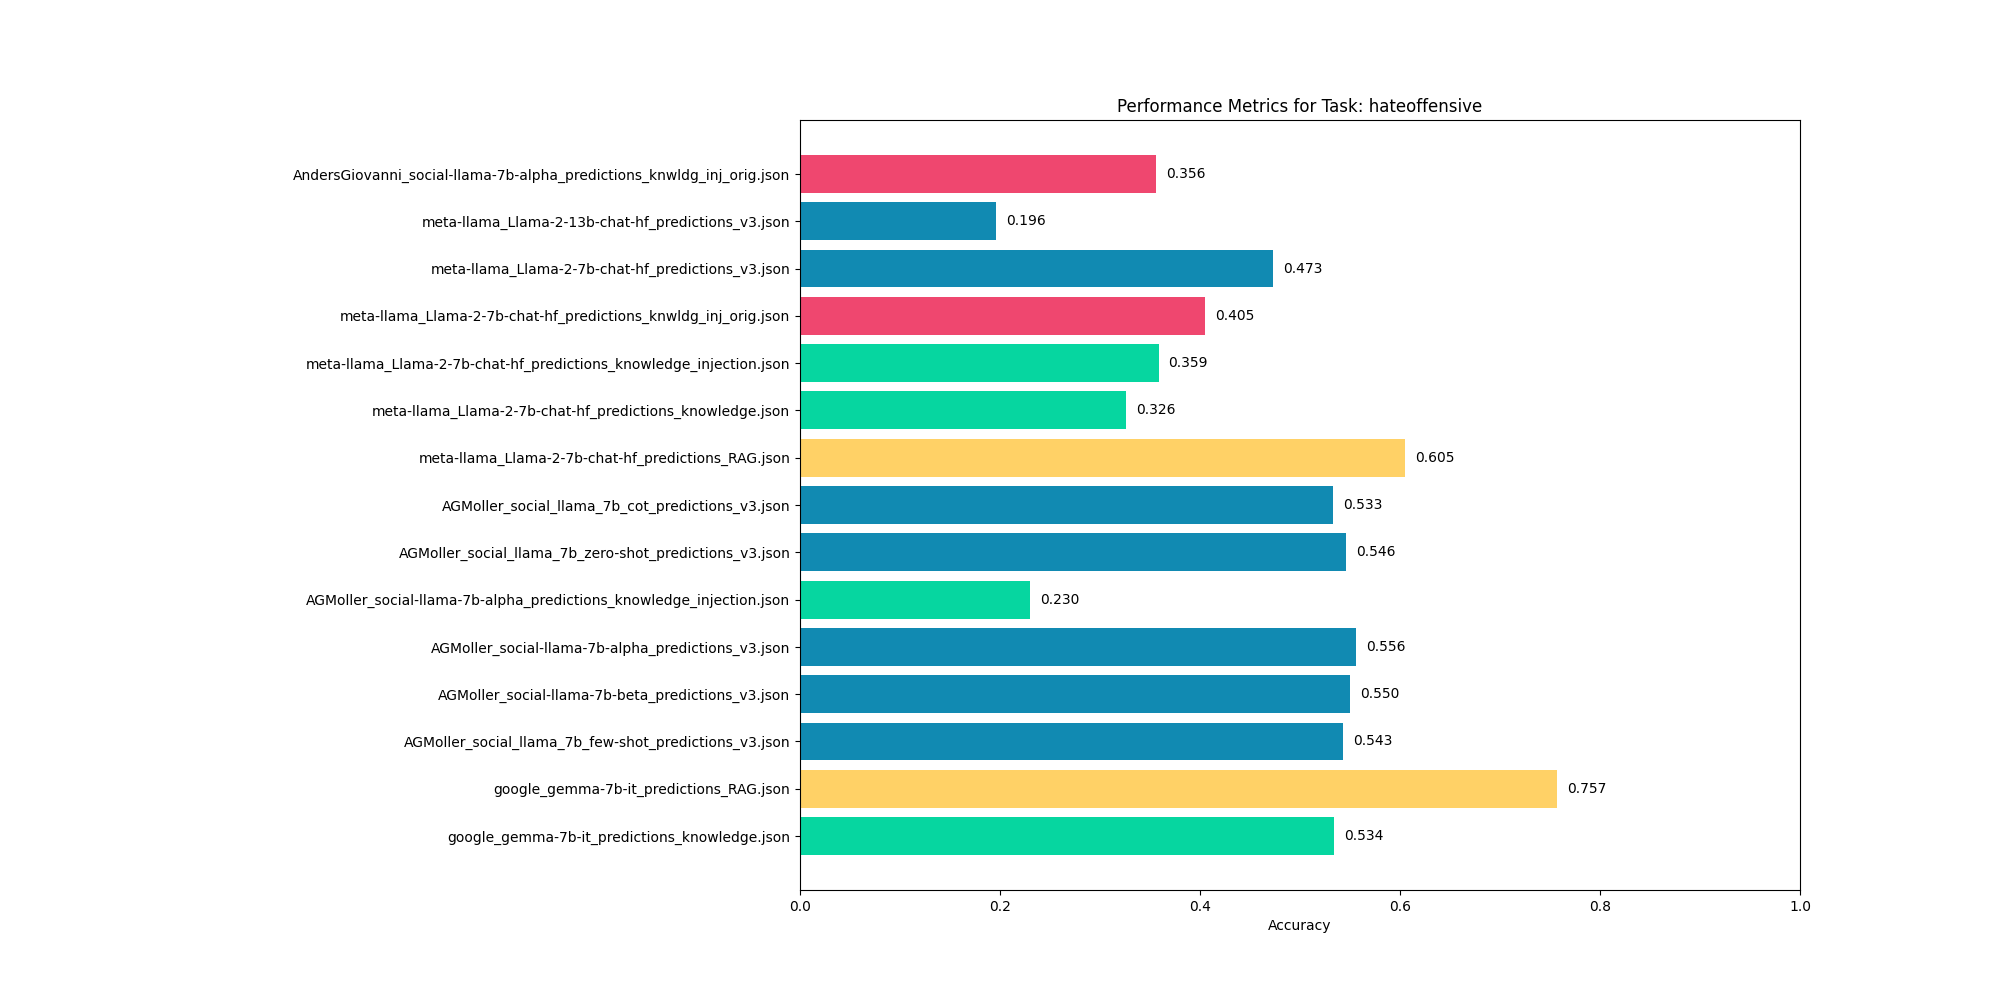 Performance Metrics for Task: hateoffensive
AndersGiovanni_social-llama-7b-alpha_predictions_knwldg_inj_orig.json 0.356
meta-llama_Llama-2-13b-chat-hf_predictions_v3.json 0.196
meta-llama_Llama-2-7b-chat-hf_predictions_v3.json 0.473
meta-llama_Llama-2-7b-chat-hf_predictions_knwldg_inj_orig.json 0.405
meta-llama_Llama-2-7b-chat-hf_predictions_knowledge_injection.json 0.359
meta-llama_Llama-2-7b-chat-hf_predictions_knowledge.json 0.326
meta-llama_Llama-2-7b-chat-hf_predictions_RAG.json 0.605
AGMoller_social_llama_7b_cot_predictions_v3.json 0.533
AGMoller_social_llama_7b_zero-shot_predictions_v3.json 0.546
AGMoller_social-llama-7b-alpha_predictions_knowledge_injection.json 0.230
AGMoller_social-llama-7b-alpha_predictions_v3.json 0.556
AGMoller_social-llama-7b-beta_predictions_v3.json 0.550
AGMoller_social_llama_7b_few-shot_predictions_v3.json 0.543
google_gemma-7b-it_predictions_RAG.json 0.757
google_gemma-7b-it_predictions_knowledge.json 0.534
0.0 0.2 0.4 0.6 0.8 1.0
Accuracy